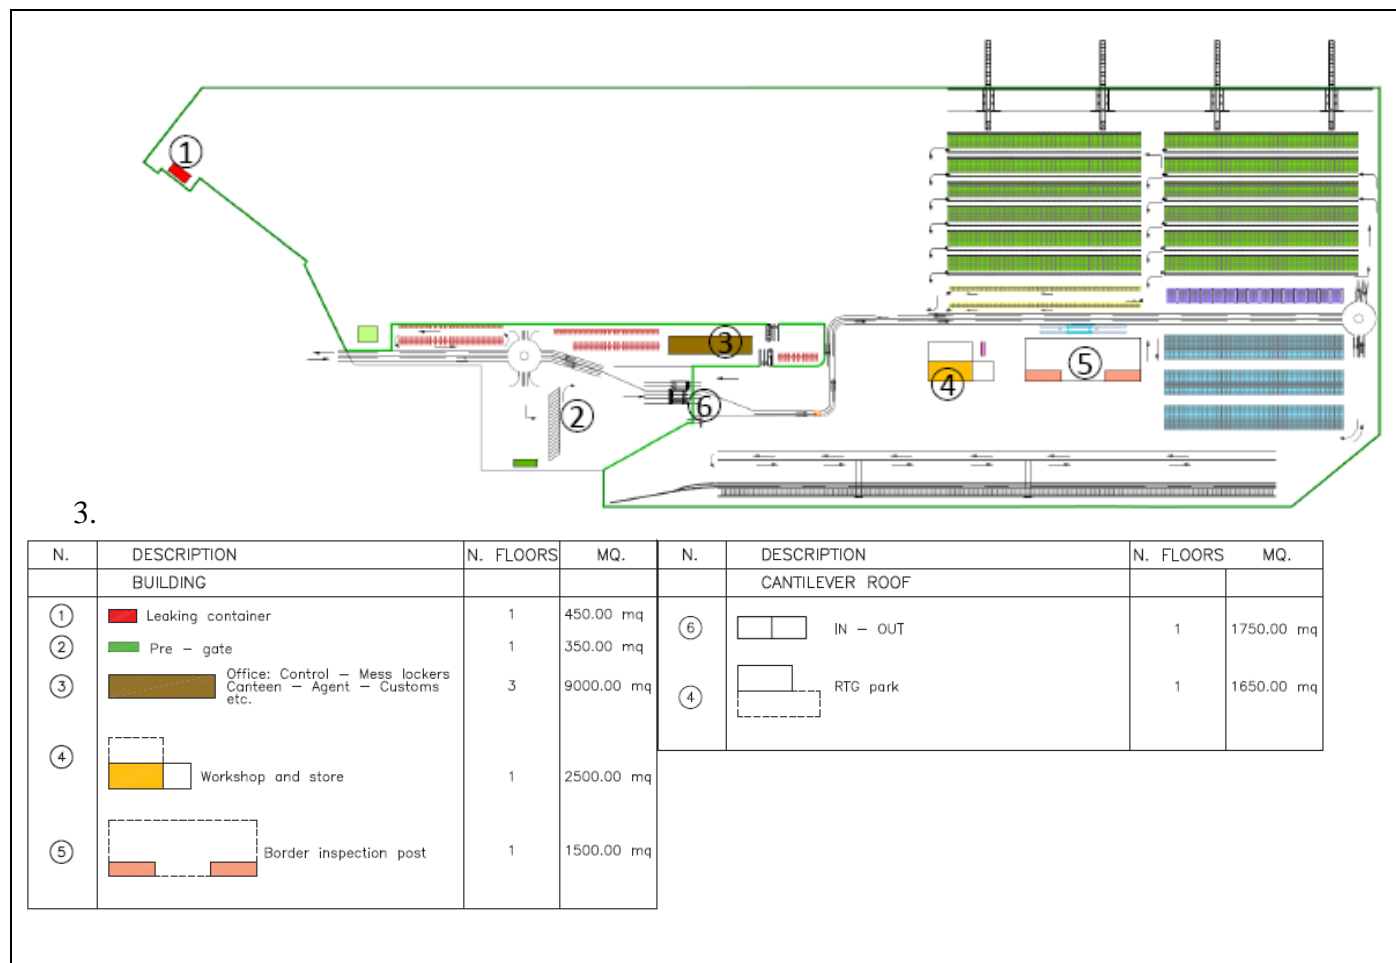 ①
③
④
⑤
②
⑥
3.
N. DESCRIPTION N. FLOORS MQ. N. DESCRIPTION N. FLOORS MQ.
BUILDING CANTILEVER ROOF
① Leaking container 1 450.00 mq
⑥ IN - OUT 1 1750.00 mq
② Pre - gate 1 350.00 mq
③ Office: Control - Mess lockers
Canteen - Agent - Customs
etc.
3 9000.00 mq
④ RTG park 1 1650.00 mq
④ Workshop and store 1 2500.00 mq
⑤ Border inspection post 1 1500.00 mq